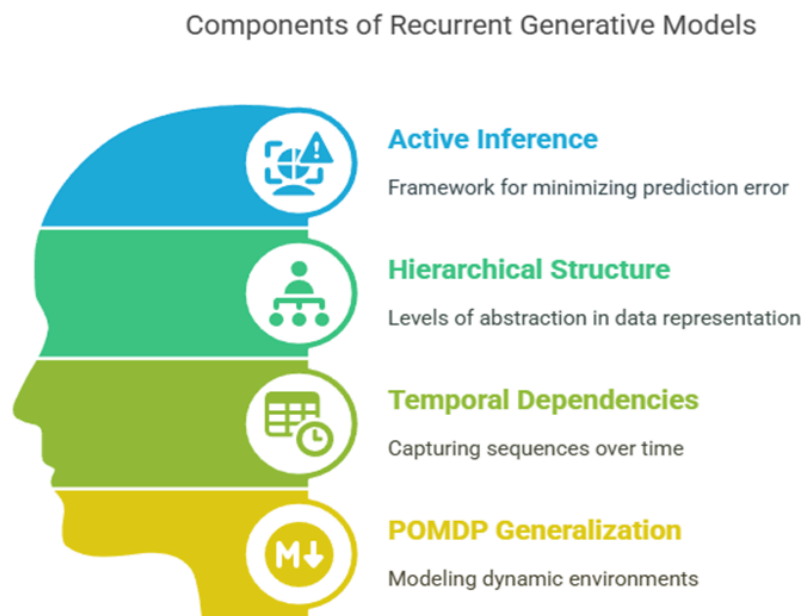 Components of Recurrent Generative Models
Active Inference
Framework for minimizing prediction error
Hierarchical Structure
Levels of abstraction in data representation
Temporal Dependencies
Capturing sequences over time
M
POMDP Generalization
Modeling dynamic environments